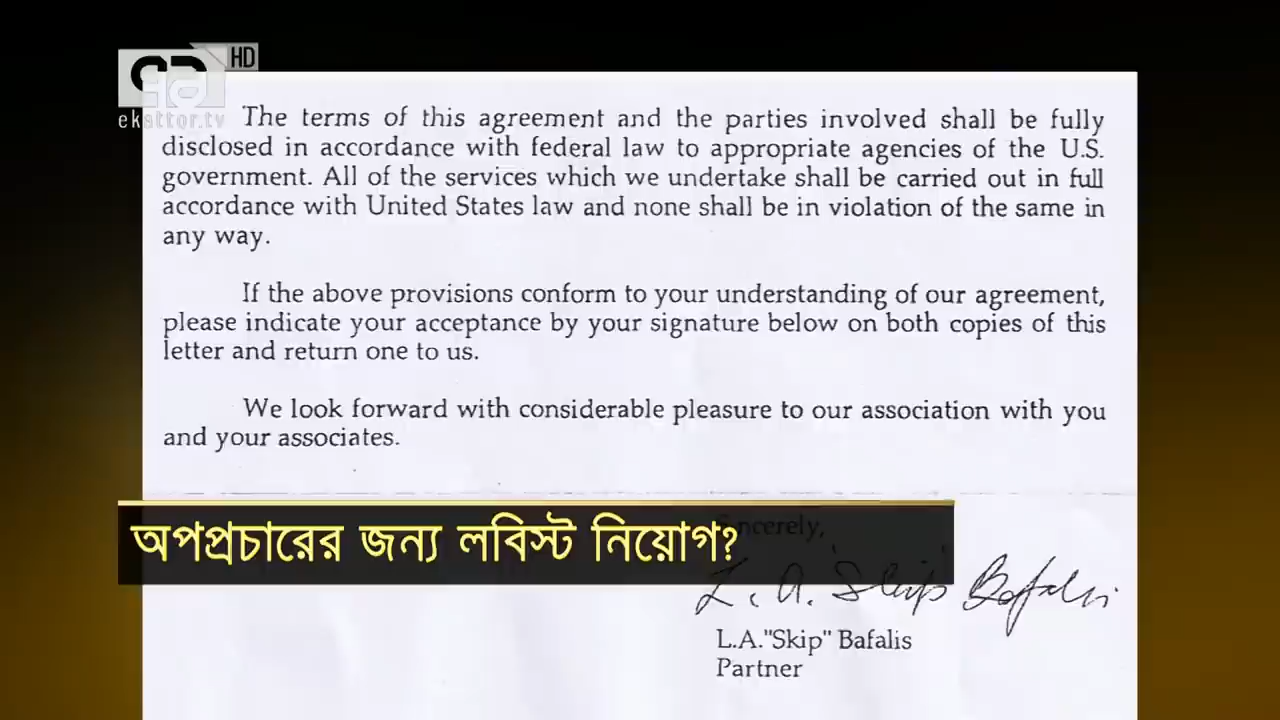 HD
ekattor.tv
The terms of this agreement and the parties involved shall be fully
disclosed in accordance with federal law to appropriate agencies of the U.S.
government. All of the services which we undertake shall be carried out in full
accordance with United States law and none shall be in violation of the same in
any way.
If the above provisions conform to your understanding of our agreement,
please indicate your acceptance by your signature below on both copies of this
letter and return one to us.
We look forward with considerable pleasure to our association with you
and your associates.
Sincerely,
অপপ্রচারের জন্য লবিস্ট নিয়োগ?
L. A. "Skip" Bafalis
L.A."Skip" Bafalis
Partner